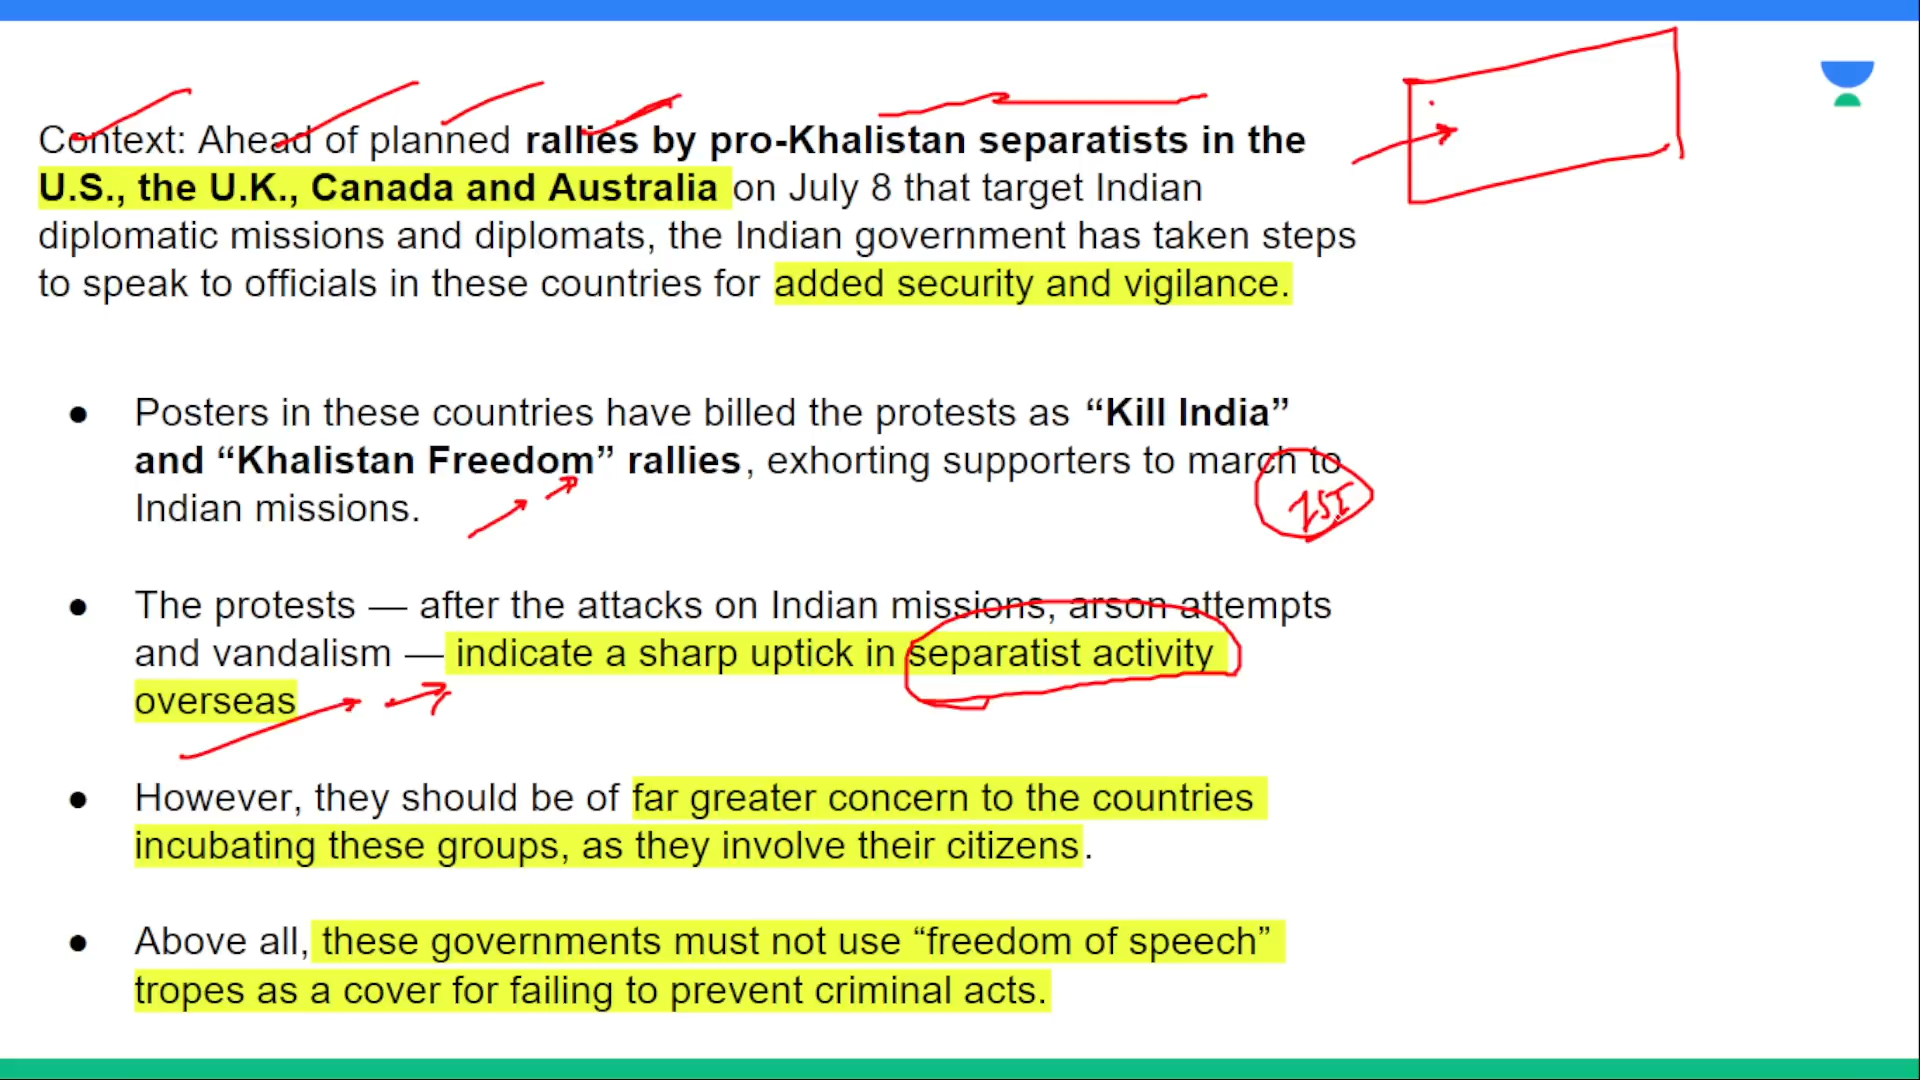 Context: Ahead of planned rallies by pro-Khalistan separatists in the
U.S., the U.K., Canada and Australia on July 8 that target Indian
diplomatic missions and diplomats, the Indian government has taken steps
to speak to officials in these countries for added security and vigilance.
● Posters in these countries have billed the protests as “Kill India”
and “Khalistan Freedom” rallies, exhorting supporters to march to
Indian missions.
ISI
● The protests — after the attacks on Indian missions, arson attempts
and vandalism — indicate a sharp uptick in separatist activity
overseas
● However, they should be of far greater concern to the countries
incubating these groups, as they involve their citizens.
● Above all, these governments must not use “freedom of speech”
tropes as a cover for failing to prevent criminal acts.